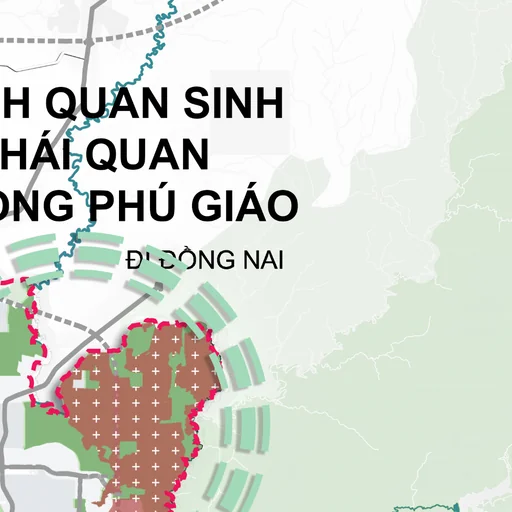 H QUAN SINH
HÁI QUAN
ONG PHÚ GIÁO
ĐI ĐỒNG NAI